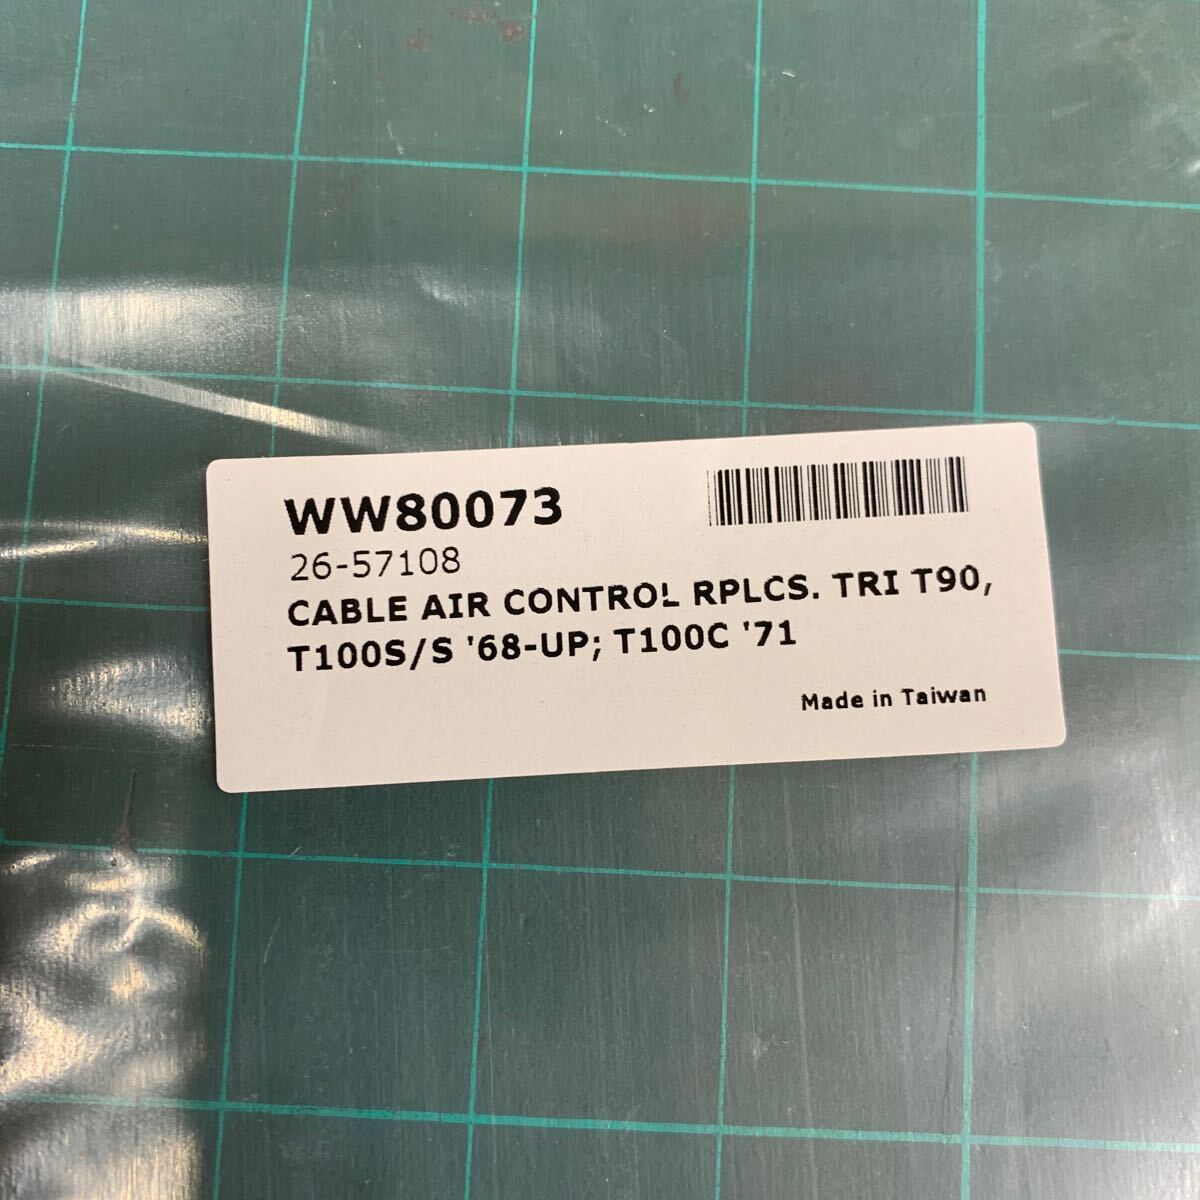 WW80073
26-57108
CABLE AIR CONTROL RPLCS. TRI T90,
T100S/S '68-UP; T100C '71
Made in Taiwan